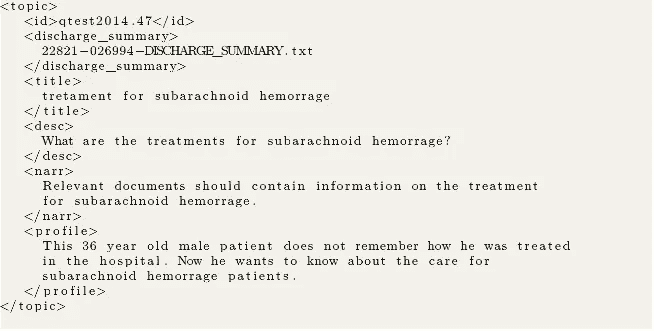 <topic>
<id>qtest2014.47</id>
<discharge_summary>
22821-026994-DISCHARGE_SUMMARY.txt
</discharge_summary>
<title>
tretament for subarachnoid hemorrage
</title>
<desc>
What are the treatments for subarachnoid hemorrage?
</desc>
<narr>
Relevant documents should contain information on the treatment
for subarachnoid hemorrage.
</narr>
<profile>
This 36 year old male patient does not remember how he was treated
in the hospital. Now he wants to know about the care for
subarachnoid hemorrage patients.
</profile>
</topic>